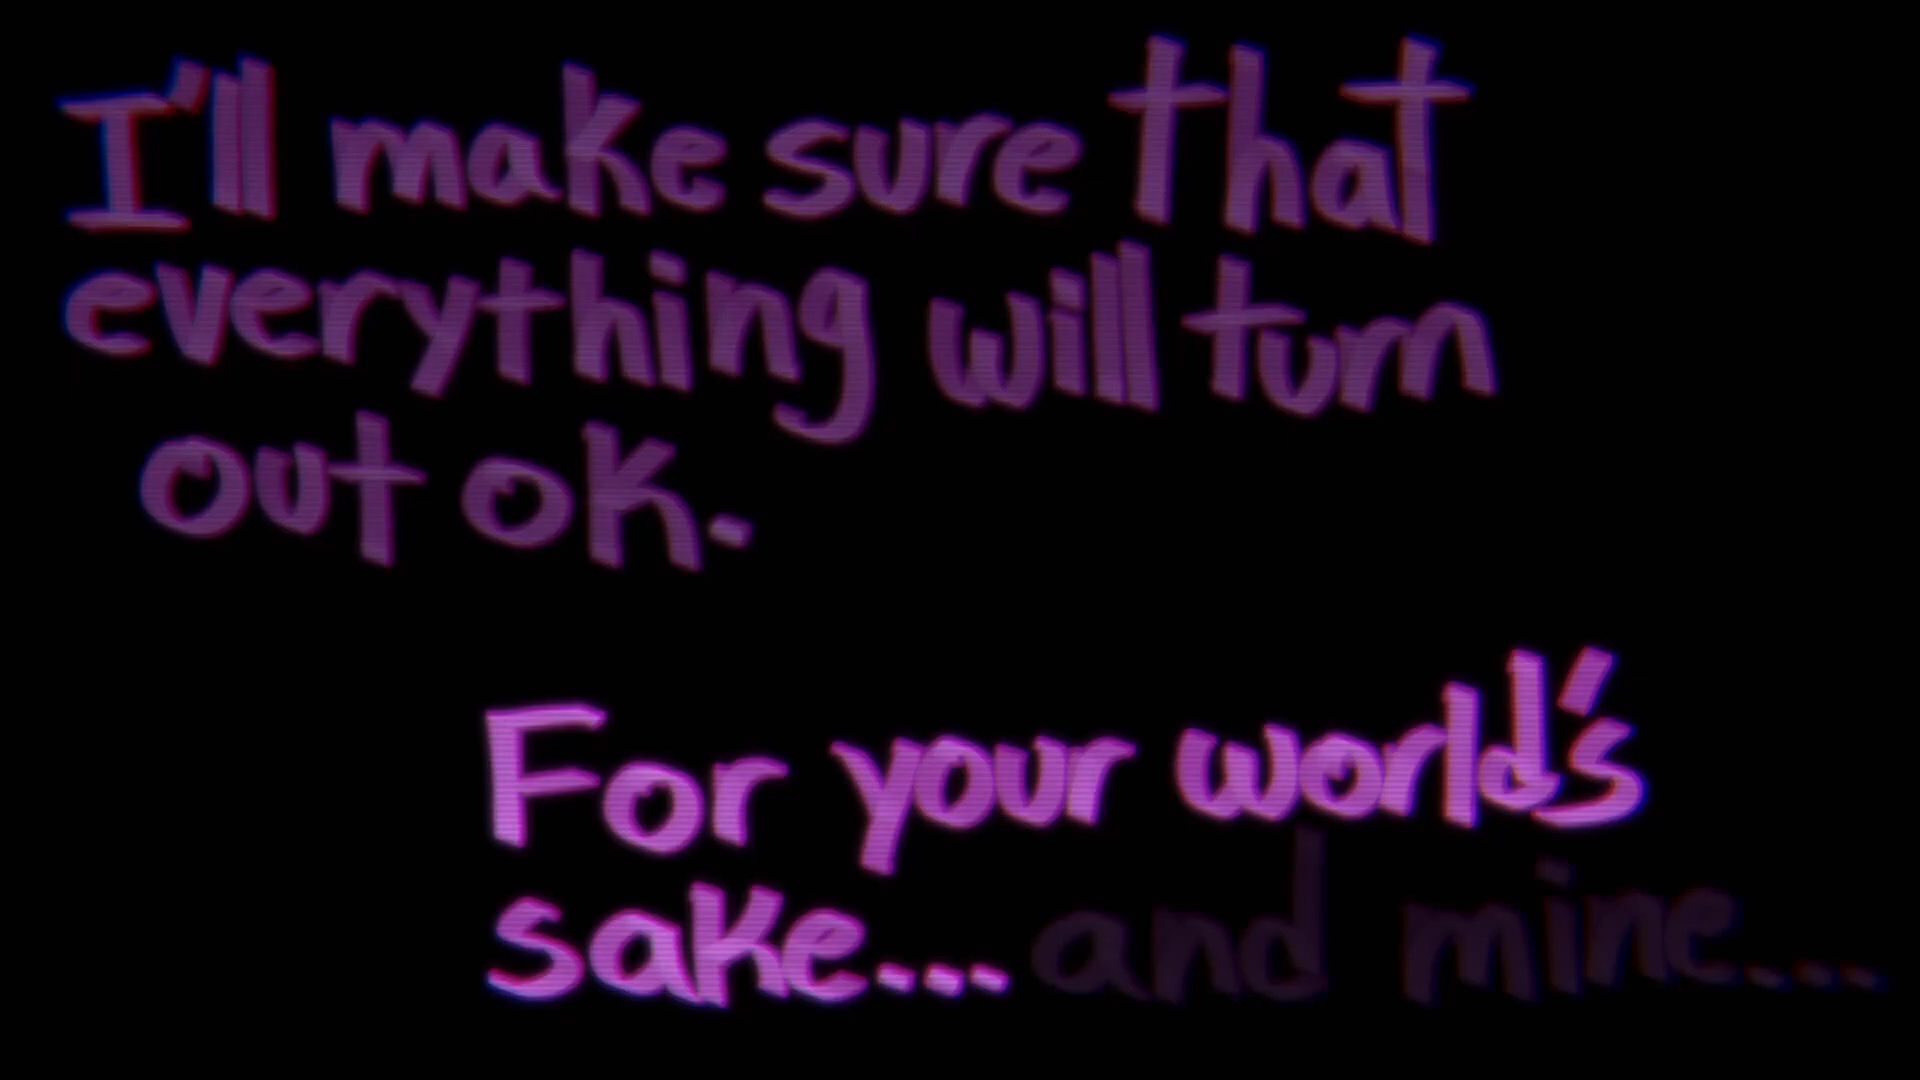 I'll make sure that
everything will turn
out ok.
For your world's
sake... and mine...